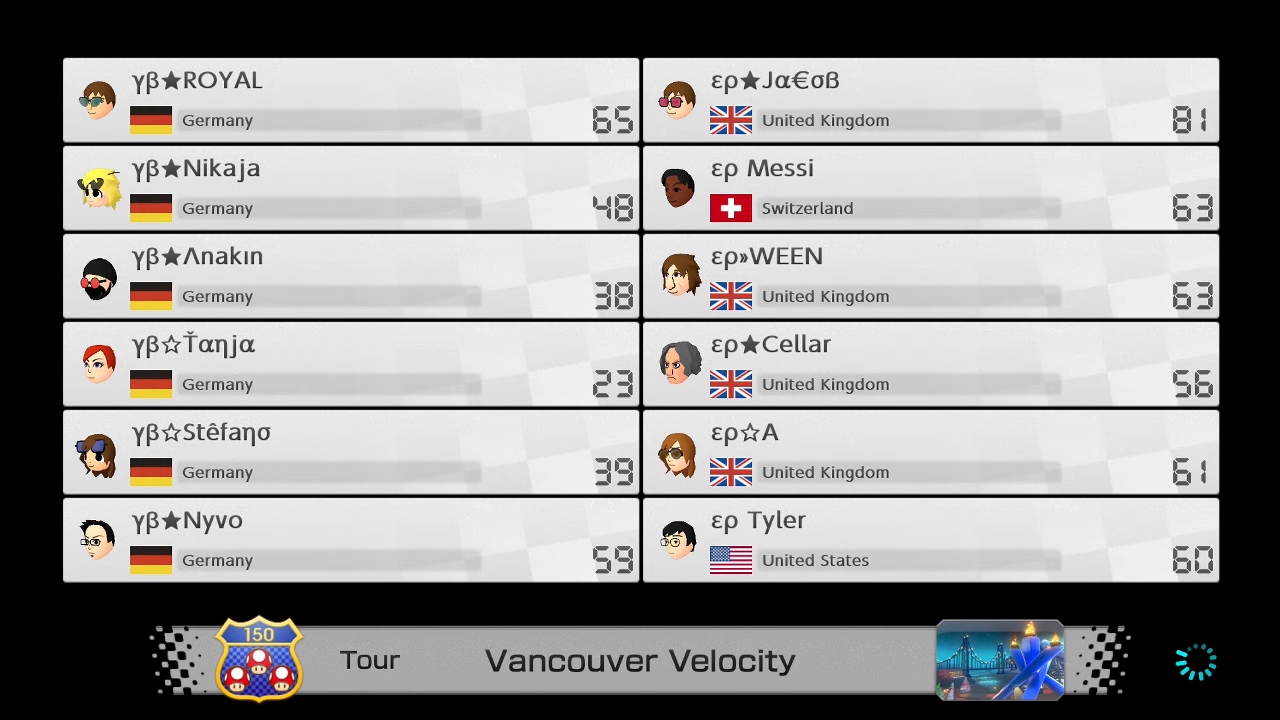 γβ★ROYAL
Germany
65
γβ★Nikaja
Germany
48
γβ★Λnakın
Germany
38
γβ☆Ťαηjα
Germany
23
γβ☆Stêfaησ
Germany
39
γβ★Nyvo
Germany
59
ερ★Jα€σß
United Kingdom
81
ερ Messi
Switzerland
63
ερ»WEEN
United Kingdom
63
ερ★Cellar
United Kingdom
56
ερ☆A
United Kingdom
61
ερ Tyler
United States
60
150
Tour
Vancouver Velocity